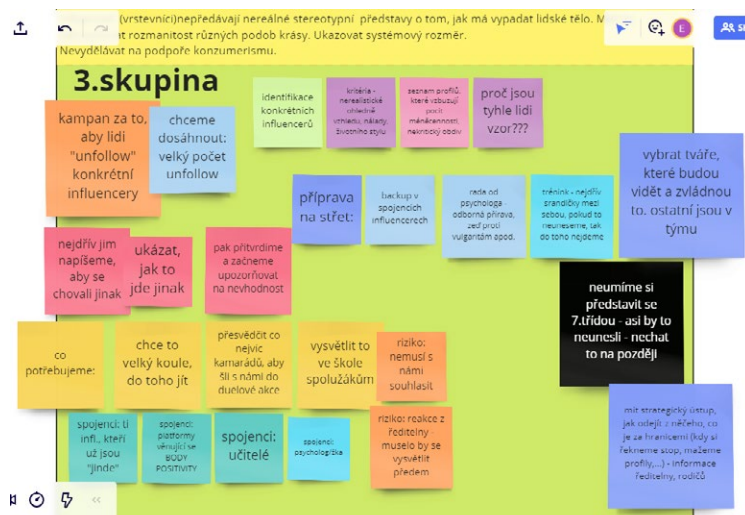 (vrstevníci)nepředávají nereálné stereotypní představy o tom, jak má vypadat lidské tělo.
at rozmanitost různých podob krásy. Ukazovat systémový rozměr.
Nevydělávat na podpoře konzumerismu.
3.skupina
kampan za to,
aby lidi
"unfollow"
konkrétní
influencery
chceme
dosáhnout:
velký počet
unfollow
identifikace
konkrétních
influencerů
kritéria -
nerealistické
ohledně
vzhledu, nálady,
životního stylu
seznam profilů,
které vzbuzují
pocit
méněcennosti,
nekritický obdiv
proč jsou
tyhle lidi
vzor???
příprava
na střet:
backup v
spojencích
influencerech
rada od
psychologa -
odborná přírava,
zeď proti
vulgaritám apod.
trénink - nejdřív
srandičky mezi
sebou, pokud to
neuneseme, tak
do toho nejdeme
vybrat tváře,
které budou
vidět a zvládnou
to. ostatní jsou v
týmu
nejdřív jim
napíšeme,
aby se
chovali jinak
ukázat,
jak to
jde jinak
pak přitvrdíme
a začneme
upozorňovat
na nevhodnost
neumíme si
představit se
7.třídou - asi by to
neunesli - nechat
to na později
co
potřebujeme:
chce to
velký koule,
do toho jít
přesvědčit co
nejvíc
kamarádů, aby
šli s námi do
duelové akce
vysvětlit to
ve škole
spolužákům
riziko:
nemusí s
námi
souhlasit
spojenci: ti
infl., kteří
už jsou
"jinde"
spojenci:
platformy
věnující se
BODY
POSITIVITY
spojenci:
učitelé
spojenci:
psycholog/žka
riziko: reakce z
ředitelny -
muselo by se
vysvětlit
předem
mít strategický ústup,
jak odejít z něčeho, co
je za hranicemi (kdy si
řekneme stop, mažeme
profily,...) - informace
ředitelny, rodičů
E